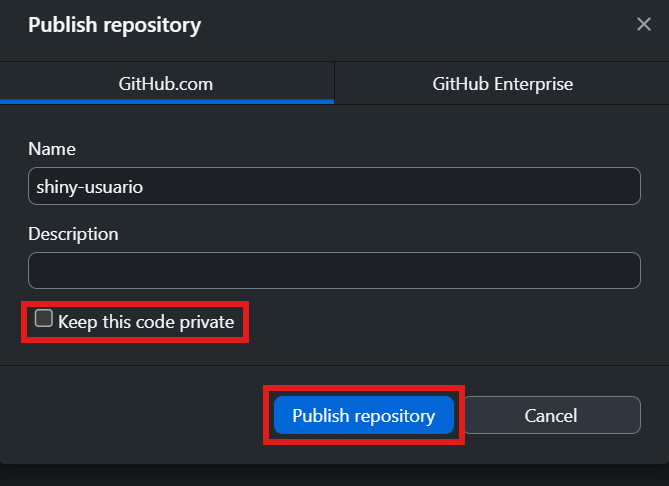 Publish repository
GitHub.com
GitHub Enterprise
Name
shiny-usuario
Description
Keep this code private
Publish repository
Cancel